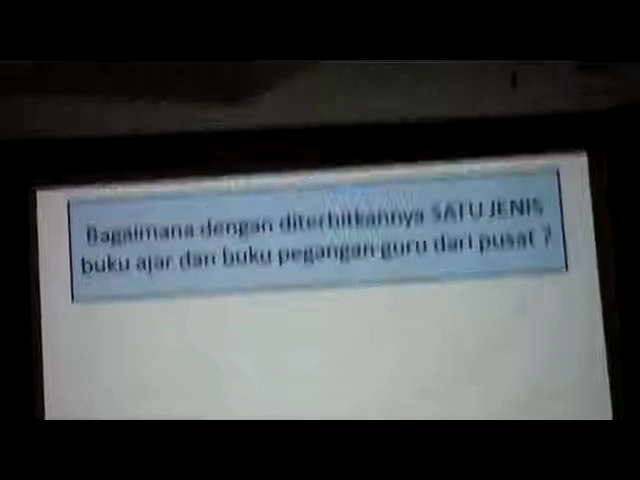 Bagaimana dengan diterbitkannya SATU JENIS
buku ajar dan buku pegangan guru dari pusat ?